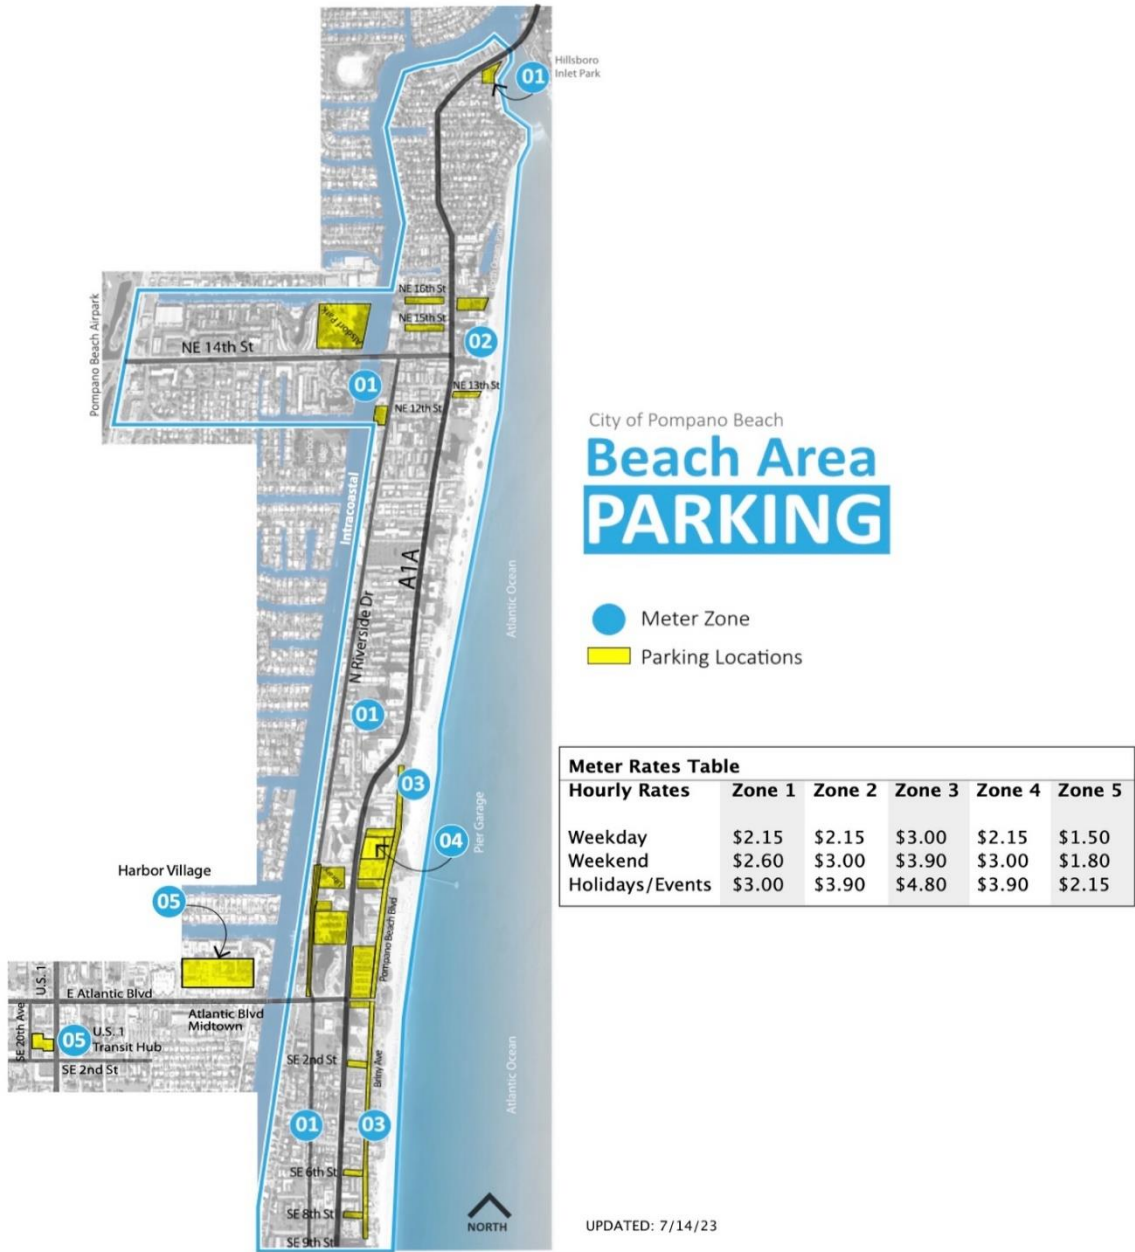 Hillsboro
Inlet Park
01
NE 16th St
Alsdorf Park
NE 15th St
02
NE 14th St
Pompano Beach Airpark
01
NE 13th St
NE 12th St
City of Pompano Beach
Beach Area
PARKING
Intracoastal
A1A
Atlantic Ocean
Meter Zone
Parking Locations
N Riverside Dr
01
03
Meter Rates Table
Hourly Rates Zone 1 Zone 2 Zone 3 Zone 4 Zone 5
Weekday $2.15 $2.15 $3.00 $2.15 $1.50
Weekend $2.60 $3.00 $3.90 $3.00 $1.80
Holidays/Events $3.00 $3.90 $4.80 $3.90 $2.15
04
Pier Garage
Harbor Village
05
Library
Pompano Beach Blvd
U.S. 1
E Atlantic Blvd
Atlantic Blvd
Midtown
SE 20th Ave
05
U.S. 1
Transit Hub
SE 2nd St
SE 2nd St
Briny Ave
Atlantic Ocean
01
03
SE 6th St
SE 8th St
SE 9th St
NORTH
UPDATED: 7/14/23